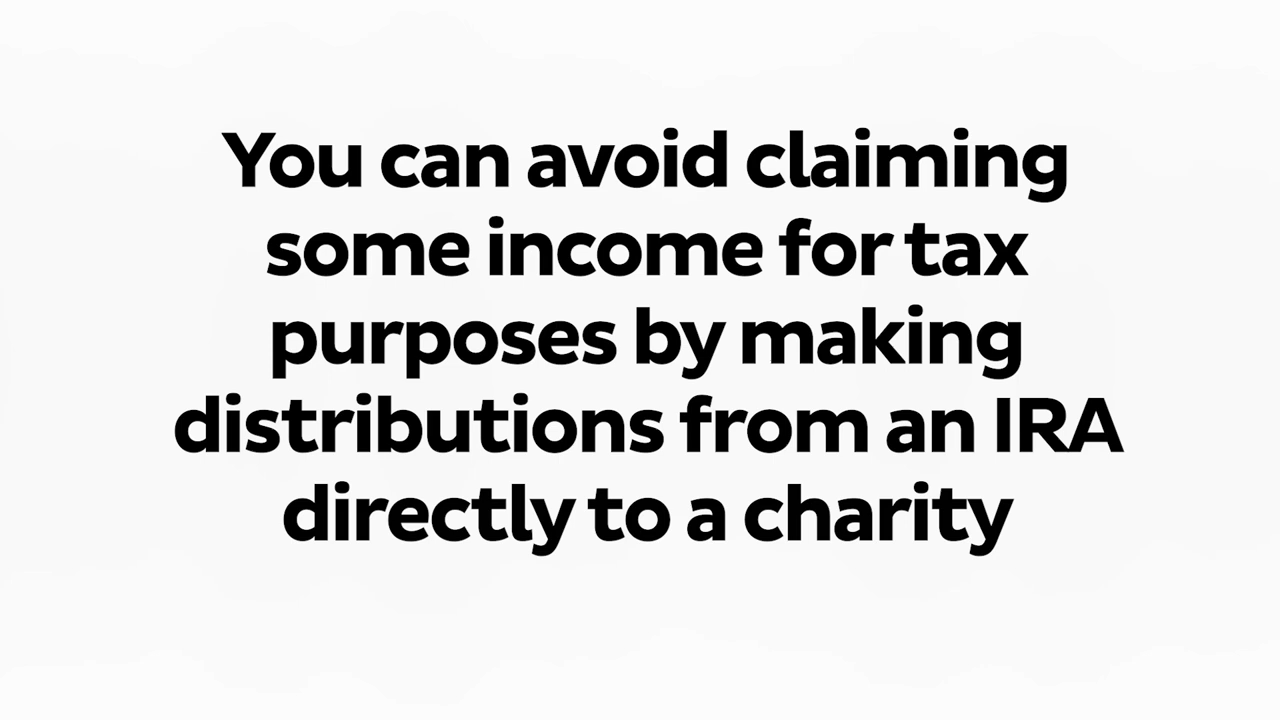 You can avoid claiming
some income for tax
purposes by making
distributions from an IRA
directly to a charity